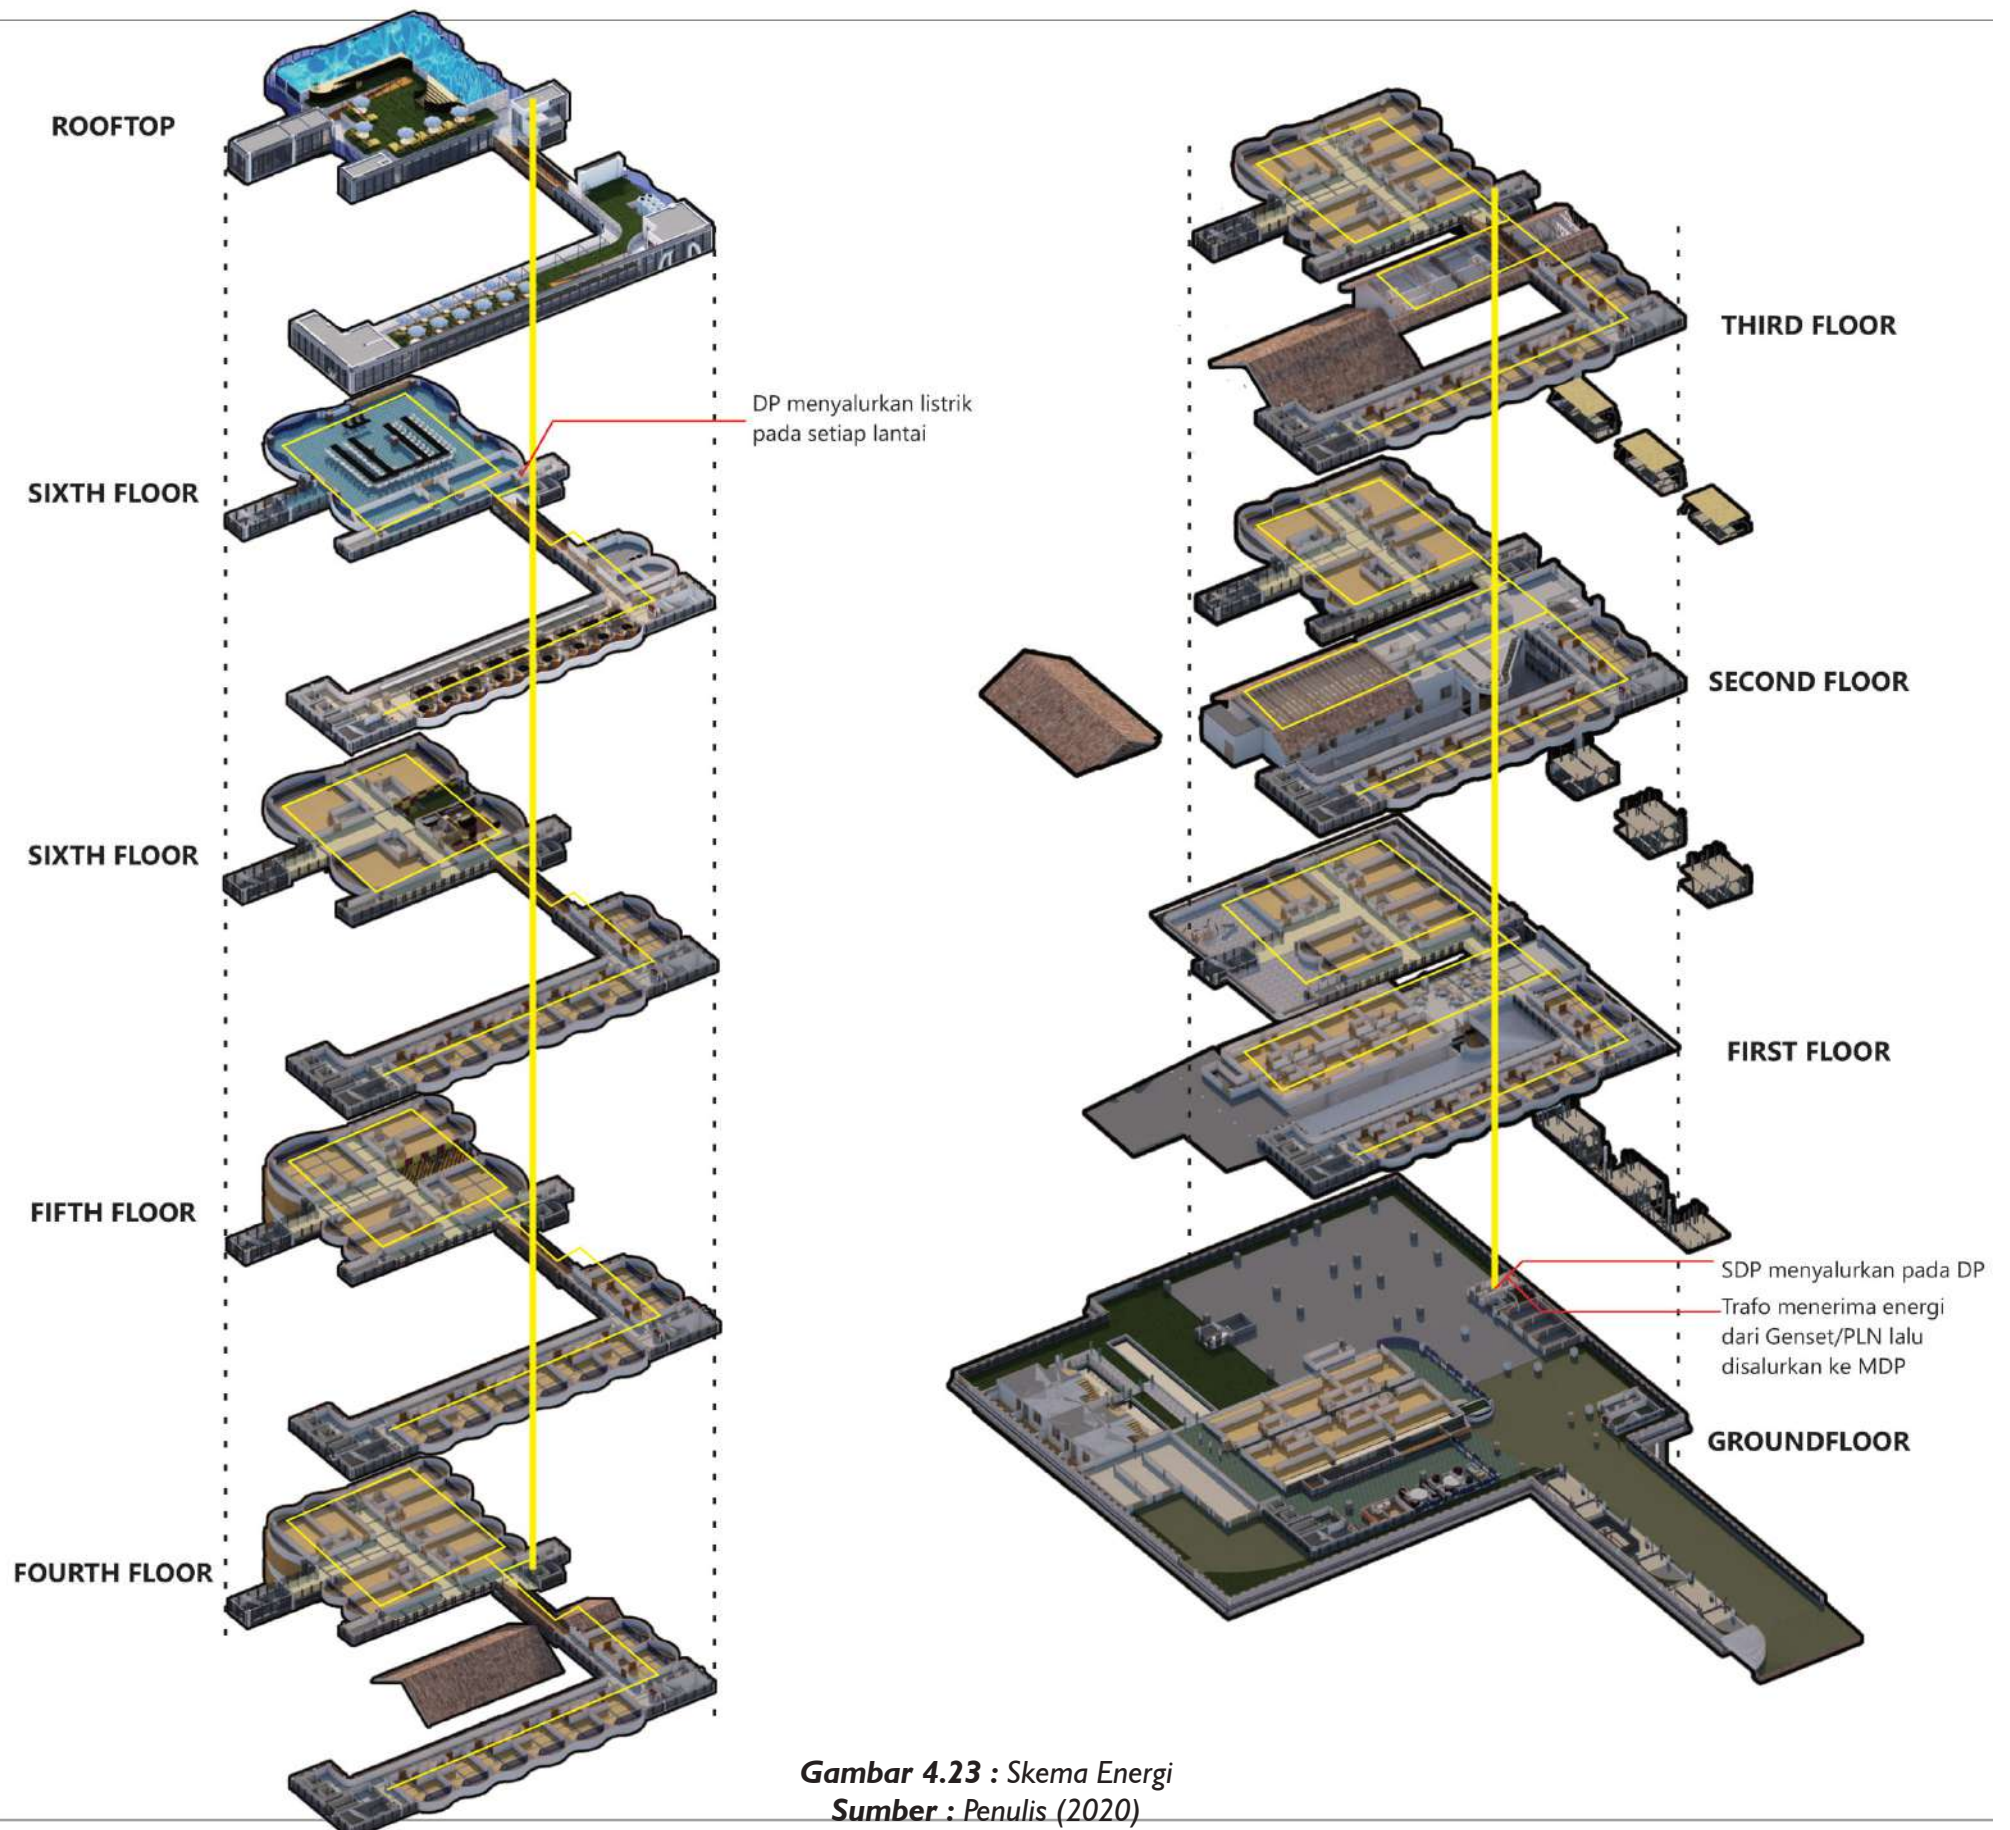 ROOFTOP
SIXTH FLOOR
SIXTH FLOOR
FIFTH FLOOR
FOURTH FLOOR
DP menyalurkan listrik
pada setiap lantai
THIRD FLOOR
SECOND FLOOR
FIRST FLOOR
SDP menyalurkan pada DP
Trafo menerima energi
dari Genset/PLN lalu
disalurkan ke MDP
GROUNDFLOOR
Gambar 4.23 : Skema Energi
Sumber : Penulis (2020)